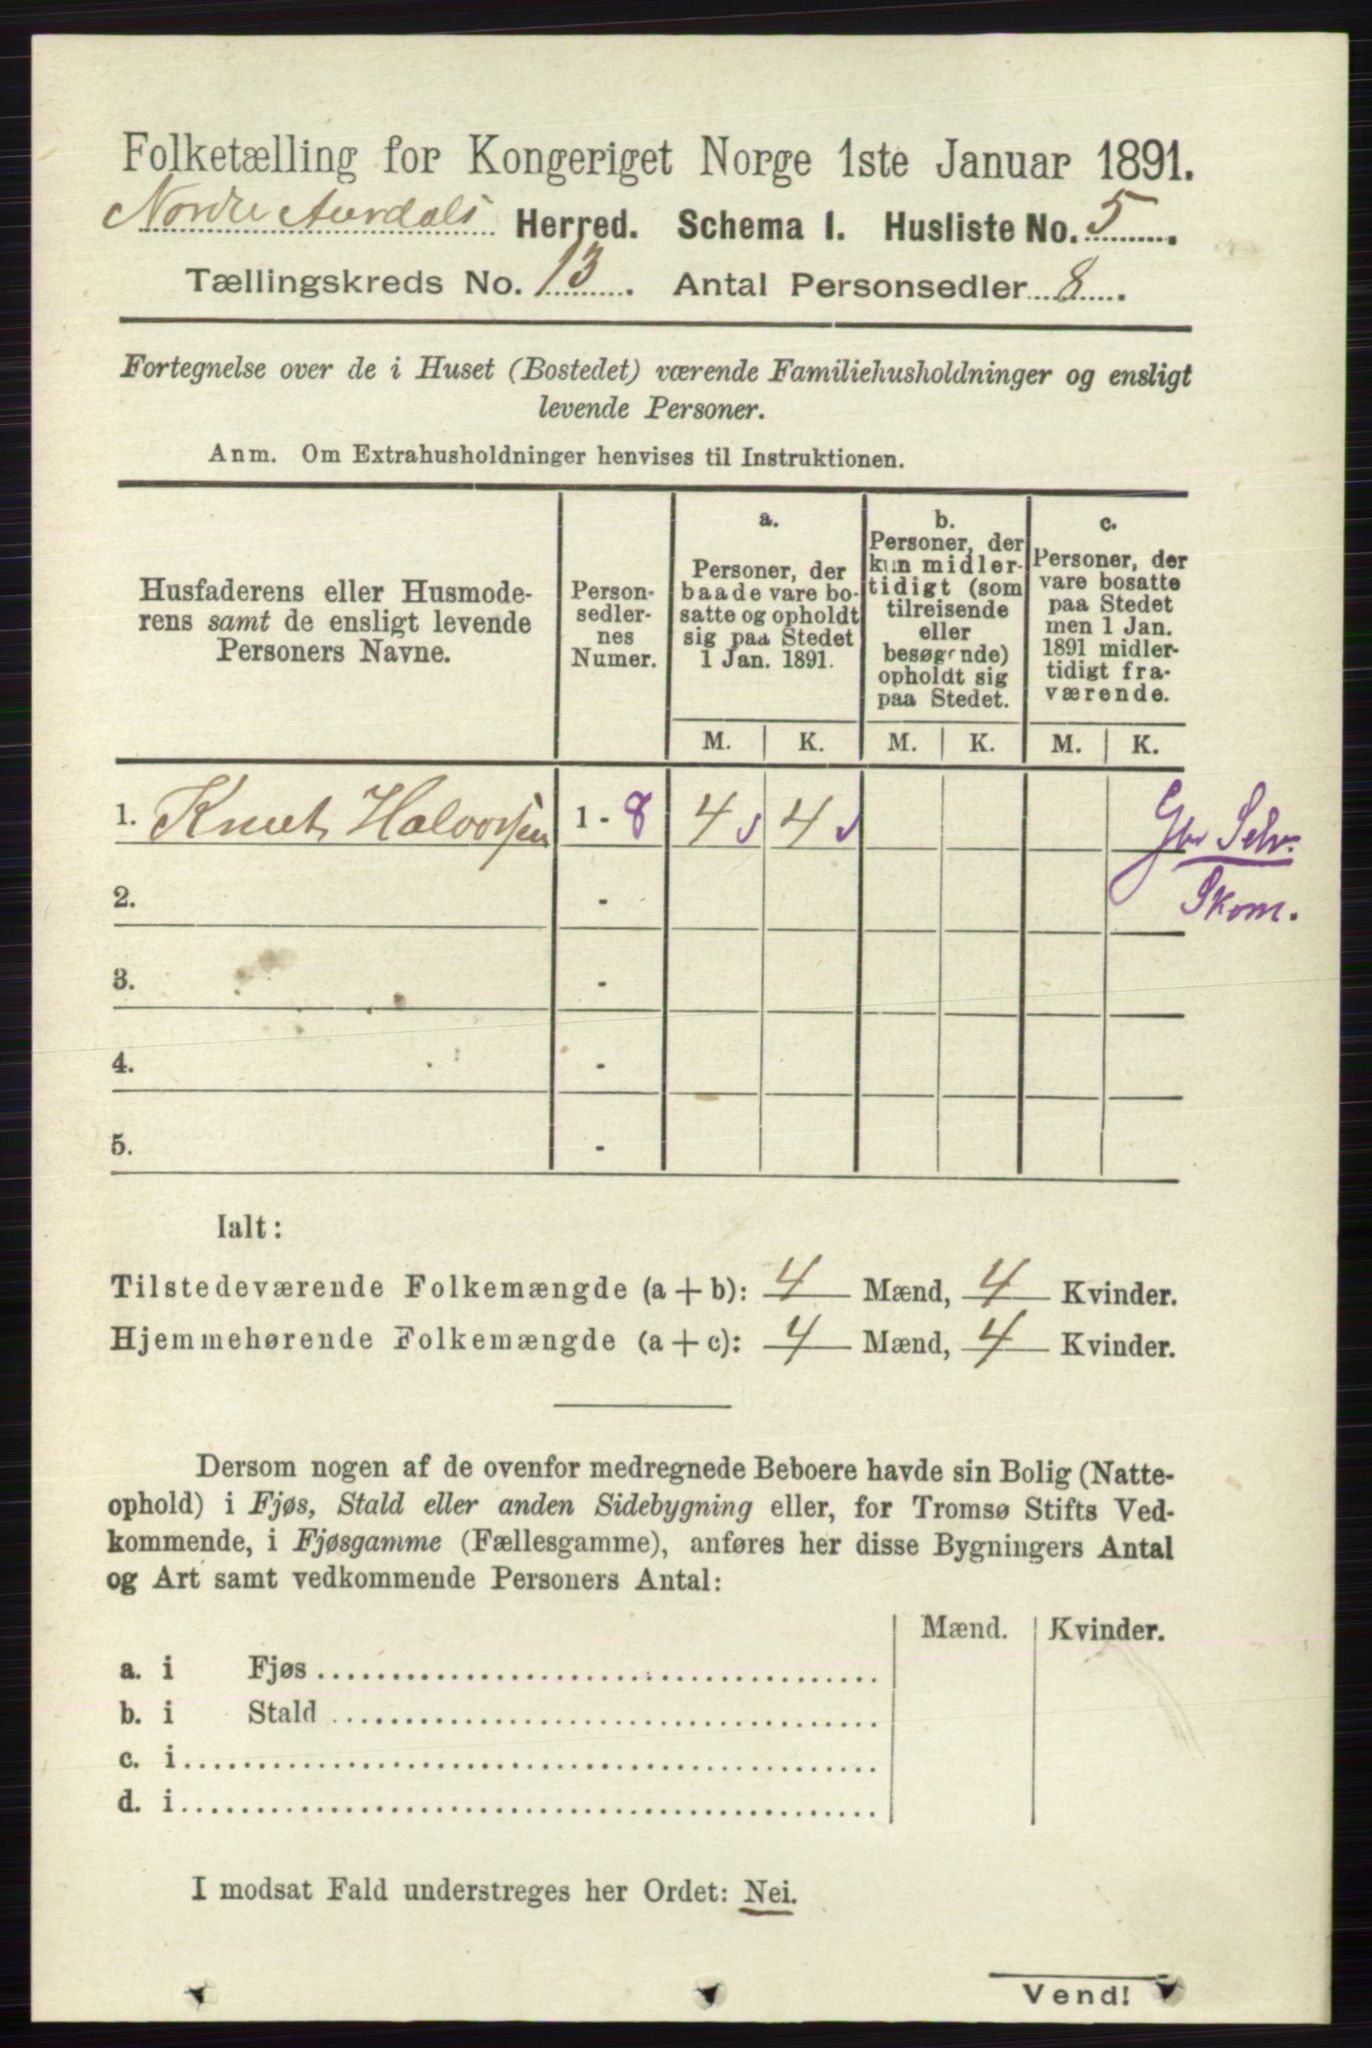 Folketælling for Kongeriget Norge 1ste Januar 1891.
Nordre Aurdals Herred. Schema I. Husliste No. 5.
Tællingskreds No. 13. Antal Personsedler 8.
Fortegnelse over de i Huset (Bostedet) værende Familiehusholdninger og ensligt
levende Personer.
Anm. Om Extrahusholdninger henvises til Instruktionen.
Husfaderens eller Husmode-
rens samt de ensligt levende
Personers Navne.
Person-
sedler-
nes
Numer.
a.
Personer, der
baade vare bo-
satte og opholdt
sig paa Stedet
1 Jan. 1891.
b.
Personer, der
kun midler-
tidigt (som
tilreisende
eller
besøgende)
opholdt sig
paa Stedet.
c.
Personer, der
vare bosatte
paa Stedet
men 1 Jan.
1891 midler-
tidigt fra-
værende.
M. K. M. K. M. K.
1. Knut Halvorsen 1 - 8 4 4 Gbr Selv.
Skom.
2. -
3. -
4. -
5. -
Ialt:
Tilstedeværende Folkemængde (a + b): 4 Mænd, 4 Kvinder.
Hjemmehørende Folkemængde (a + c): 4 Mænd, 4 Kvinder.
Dersom nogen af de ovenfor medregnede Beboere havde sin Bolig (Natte-
ophold) i Fjøs, Stald eller anden Sidebygning eller, for Tromsø Stifts Ved-
kommende, i Fjøsgamme (Fællesgamme), anføres her disse Bygningers Antal
og Art samt vedkommende Personers Antal:
Mænd. Kvinder.
a. i Fjøs
b. i Stald
c. i
d. i
I modsat Fald understreges her Ordet: Nei.
Vend!